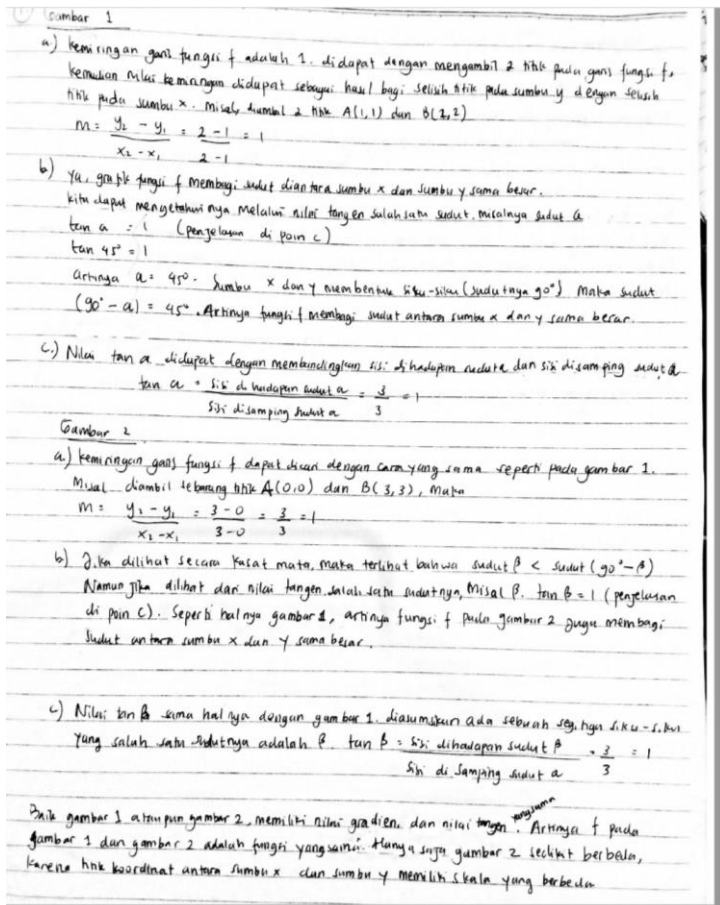 Gambar 1
a) Kemiringan garis fungsi f adalah 1. didapat dengan mengambil 2 titik pada garis fungsi f.
kemudian nilai kemiringan didapat sebagai hasil bagi selisih titik pada sumbu y dengan selisih
titik pada sumbu x. Misal, diambil 2 titik A(1,1) dan B(2,2)
m = y₂ - y₁ / x₂ - x₁ = 2 - 1 / 2 - 1 = 1
b) Ya, grafik fungsi f membagi sudut diantara sumbu x dan sumbu y sama besar.
kita dapat mengetahuinya melalui nilai tangen salah satu sudut, misalnya sudut a
tan a = 1 (penjelasan di poin c)
tan 45° = 1
artinya a = 45°. Sumbu x dan y membentuk siku-siku (sudutnya 90°) maka sudut
(90° - a) = 45°. Artinya fungsi f membagi sudut antara sumbu x dan y sama besar.
c.) Nilai tan a didapat dengan membandingkan sisi dihadapan sudut a dan sisi disamping sudut a
tan a = sisi di hadapan sudut a / sisi disamping sudut a = 3 / 3 = 1
Gambar 2
a.) Kemiringan garis fungsi f dapat dicari dengan cara yang sama seperti pada gambar 1.
Misal diambil sebarang titik A(0,0) dan B(3,3), maka
m = y₂ - y₁ / x₂ - x₁ = 3 - 0 / 3 - 0 = 3 / 3 = 1
b) Jika dilihat secara kasat mata, maka terlihat bahwa sudut β < sudut (90° - β)
Namun jika dilihat dari nilai tangen salah satu sudutnya, misal β. tan β = 1 (penjelasan
di poin c). Seperti halnya gambar 1, artinya fungsi f pada gambar 2 juga membagi
sudut antara sumbu x dan y sama besar.
c) Nilai tan β sama halnya dengan gambar 1. diasumsikan ada sebuah segitiga siku-siku
yang salah satu sudutnya adalah β. tan β = sisi dihadapan sudut β / sisi di samping sudut a = 3 / 3 = 1
Baik gambar 1 ataupun gambar 2, memiliki nilai gradien dan nilai tangen yang sama. Artinya f pada
gambar 1 dan gambar 2 adalah fungsi yang sama. Hanya saja gambar 2 sedikit berbeda,
karena titik koordinat antara sumbu x dan sumbu y memiliki skala yang berbeda